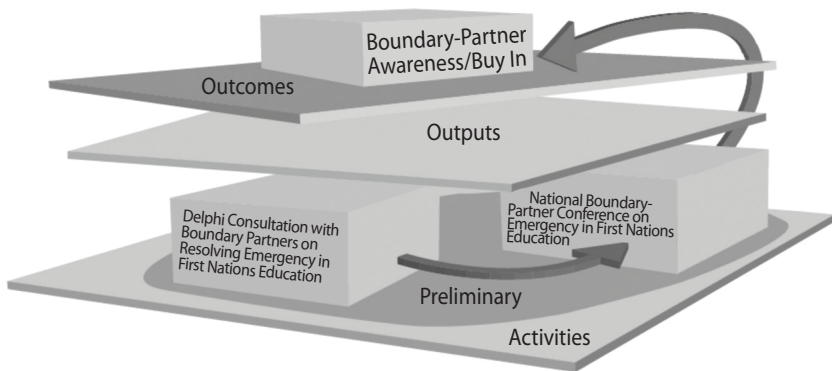 Boundary-Partner
Awareness/Buy In
Outcomes
Outputs
Delphi Consultation with
Boundary Partners on
Resolving Emergency in
First Nations Education
National Boundary-
Partner Conference on
Emergency in First Nations
Education
Preliminary
Activities